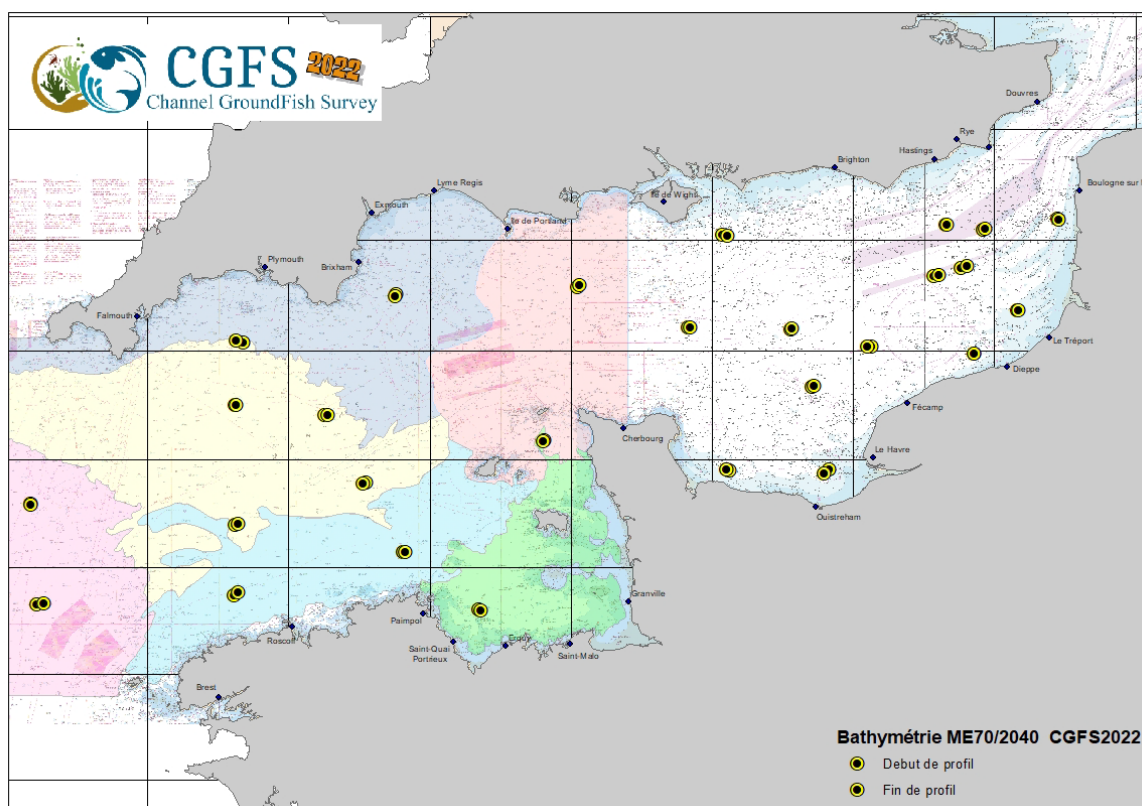 CGFS 2022
Channel GroundFish Survey
Douvres
Rye
Hastings
Brighton
Boulogne sur
Lyme Regis
Ile de Wight
Exmouth
Ile de Portland
Plymouth
Brixham
Falmouth
Le Tréport
Dieppe
Fécamp
Cherbourg
Le Havre
Ouistreham
Granville
Paimpol
Roscoff
Saint-Quai
Portrieux
Erquy
Saint-Malo
Brest
Bathymétrie ME70/2040 CGFS2022
Debut de profil
Fin de profil